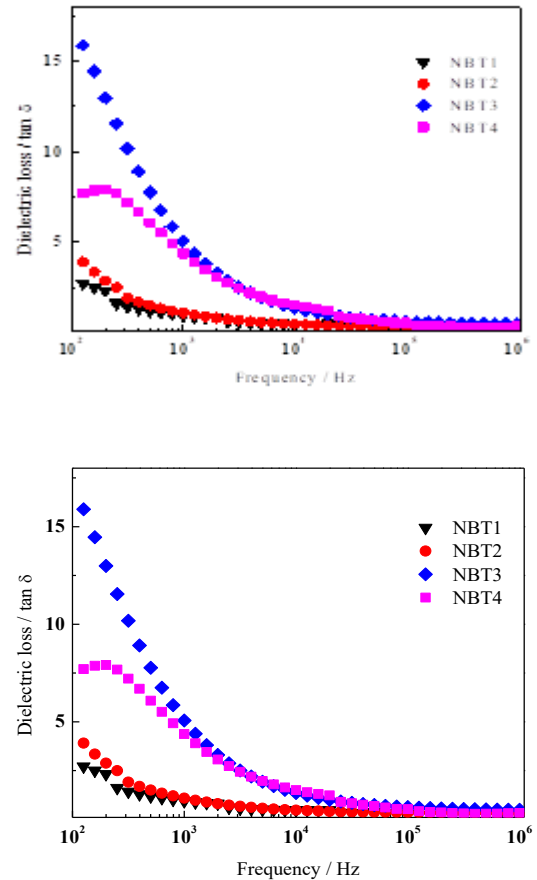 15
10
5
Dielectric loss / tan δ
NBT1
NBT2
NBT3
NBT4
10² 10³ 10⁴ 10⁵ 10⁶
Frequency / Hz
15
10
5
Dielectric loss / tan δ
NBT1
NBT2
NBT3
NBT4
10² 10³ 10⁴ 10⁵ 10⁶
Frequency / Hz